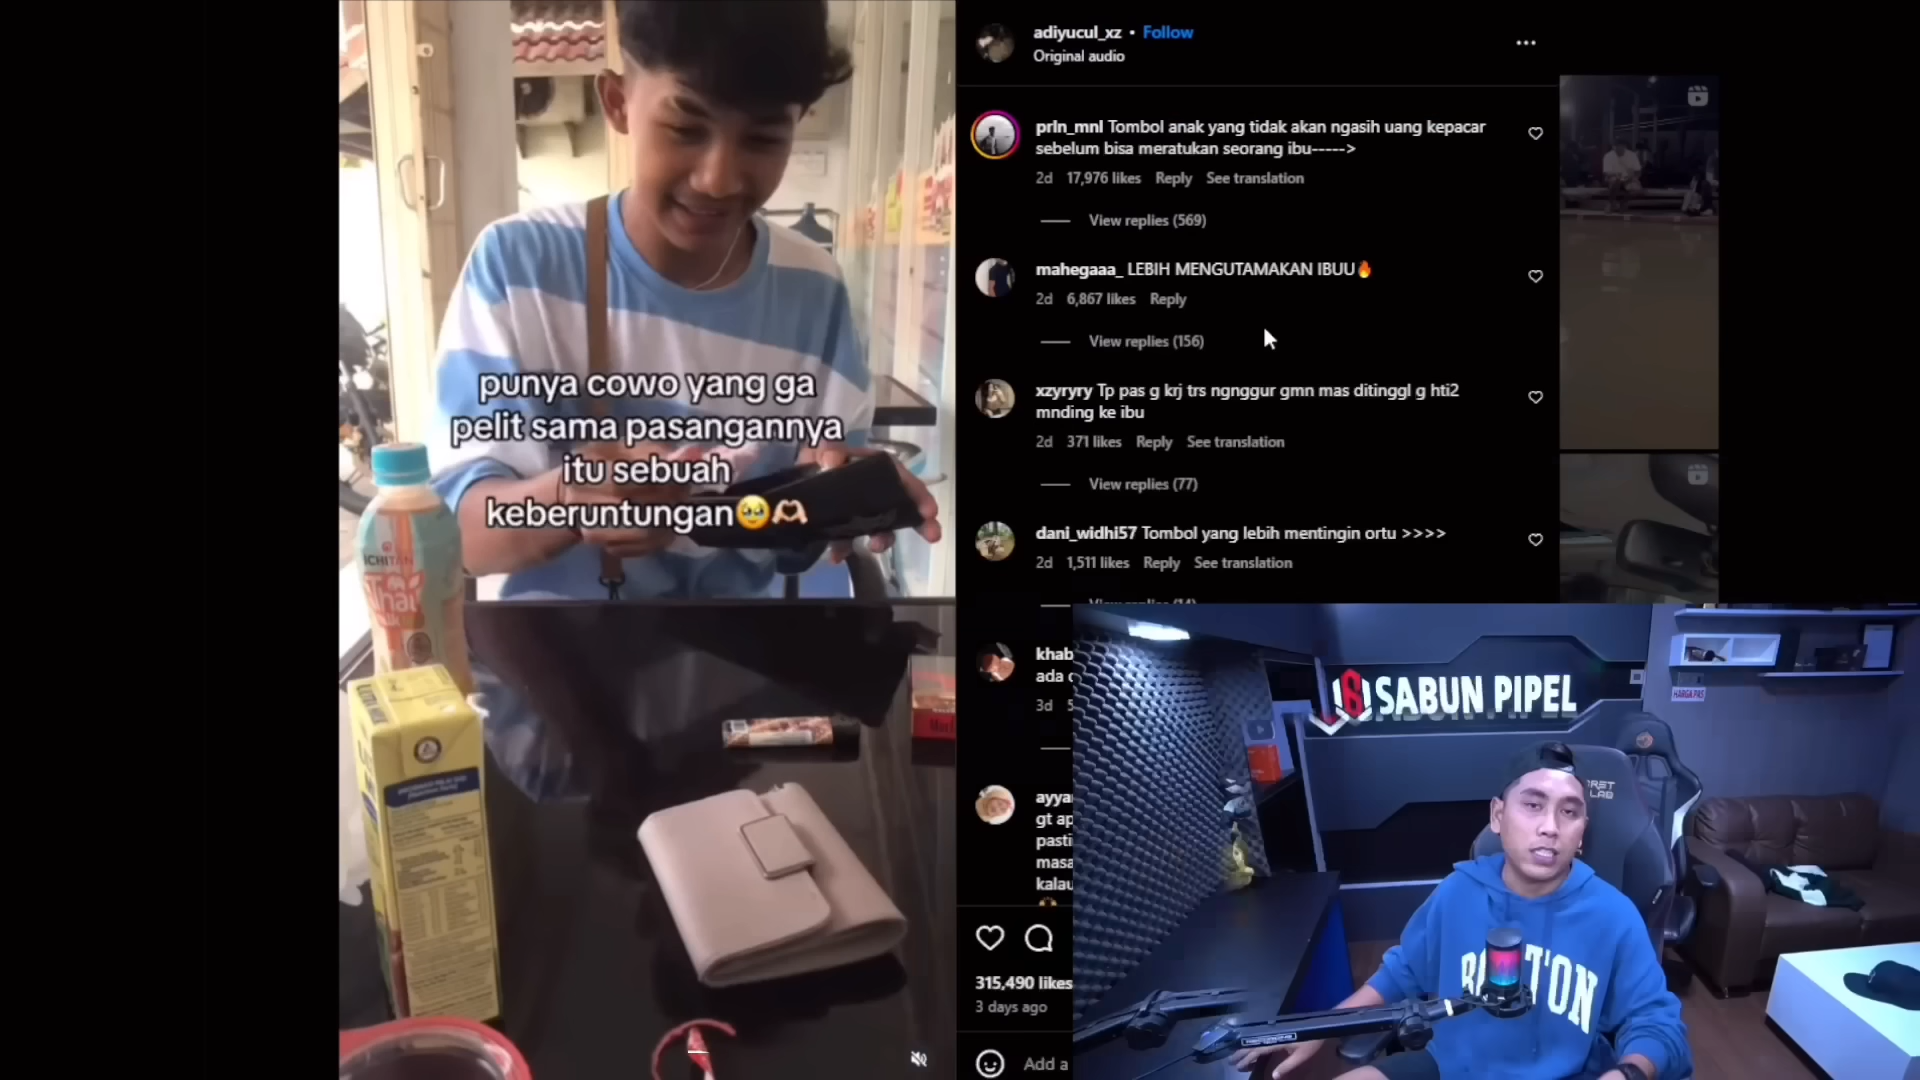 punya cowo yang ga
pelit sama pasangannya
itu sebuah
keberuntungan🥹🫶
ICHITAN
Thai
adiyucul_xz • Follow
Original audio
prln_mnl Tombol anak yang tidak akan ngasih uang kepacar
sebelum bisa meratukan seorang ibu----->
2d 17,976 likes Reply See translation
View replies (569)
mahegaaa_ LEBIH MENGUTAMAKAN IBUU🔥
2d 6,867 likes Reply
View replies (156)
xzyryry Tp pas g krj trs ngnggur gmn mas ditinggl g hti2
mnding ke ibu
2d 371 likes Reply See translation
View replies (77)
dani_widhi57 Tombol yang lebih mentingin ortu >>>>
2d 1,511 likes Reply See translation
khab
ada
3d
ayya
gt ap
pasti
masa
kalau
315,490 likes
3 days ago
Add a
SABUN PIPEL
HARGA PAS